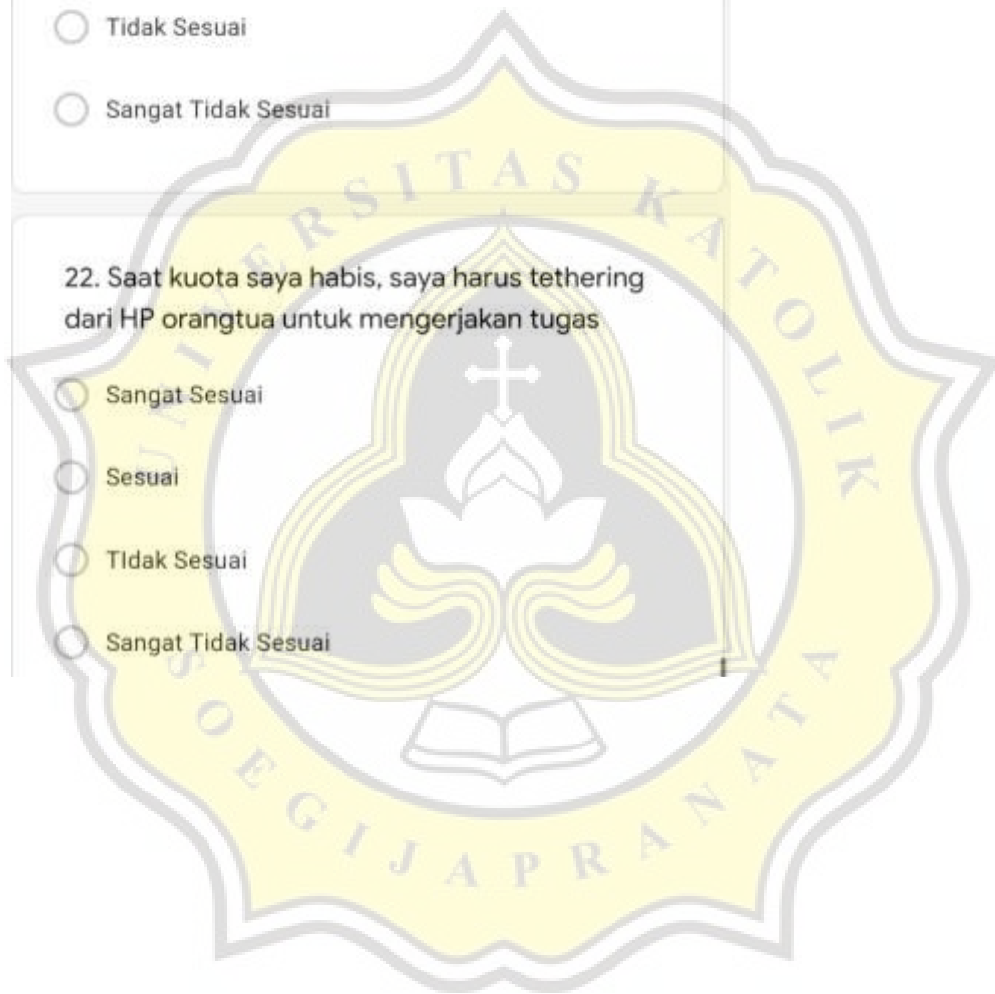 Tidak Sesuai
Sangat Tidak Sesuai
22. Saat kuota saya habis, saya harus tethering
dari HP orangtua untuk mengerjakan tugas
Sangat Sesuai
Sesuai
TIdak Sesuai
Sangat Tidak Sesuai
UNIVERSITAS KATOLIK
SOEGIJAPRANATA